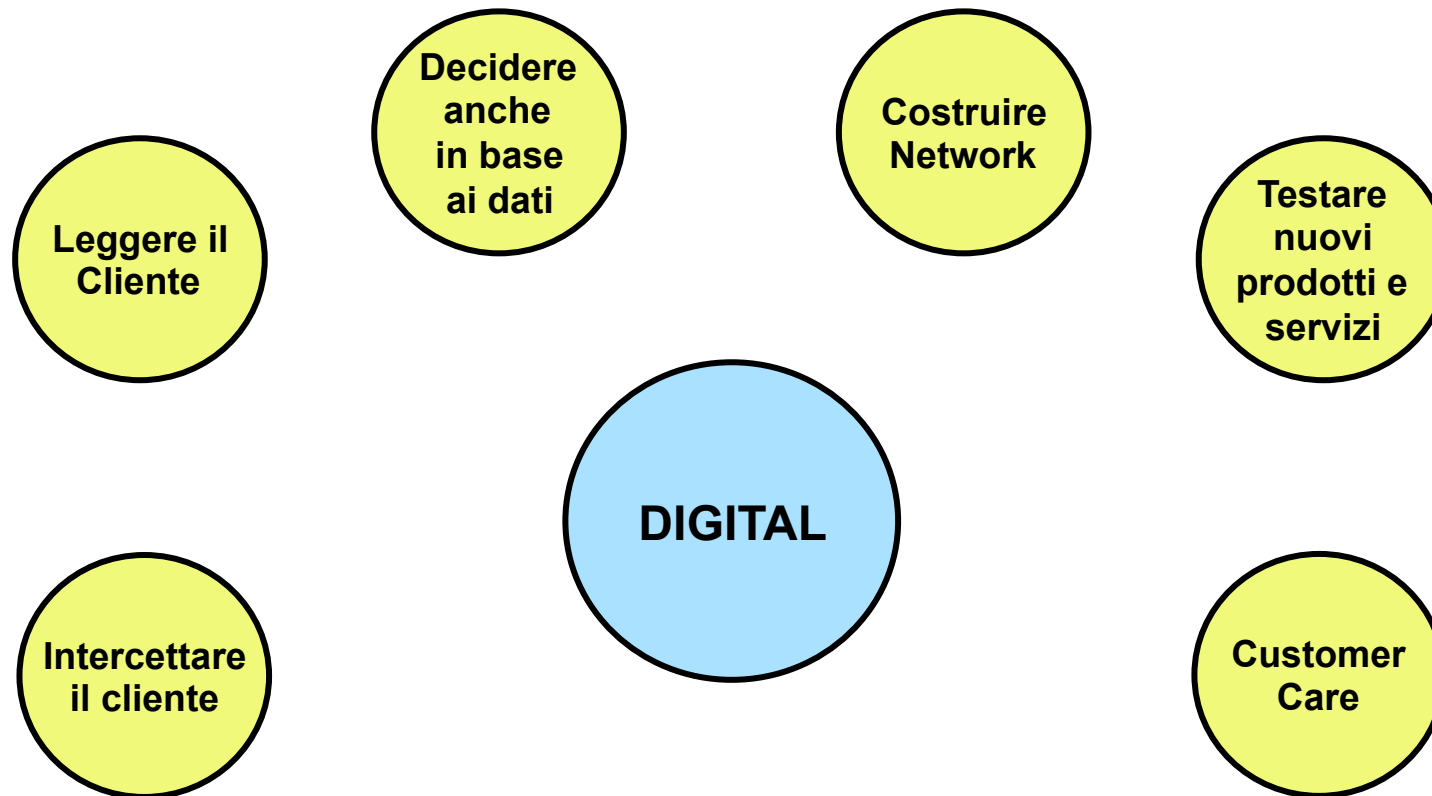 Decidere
anche
in base
ai dati
Costruire
Network
Leggere il
Cliente
Testare
nuovi
prodotti e
servizi
DIGITAL
Intercettare
il cliente
Customer
Care